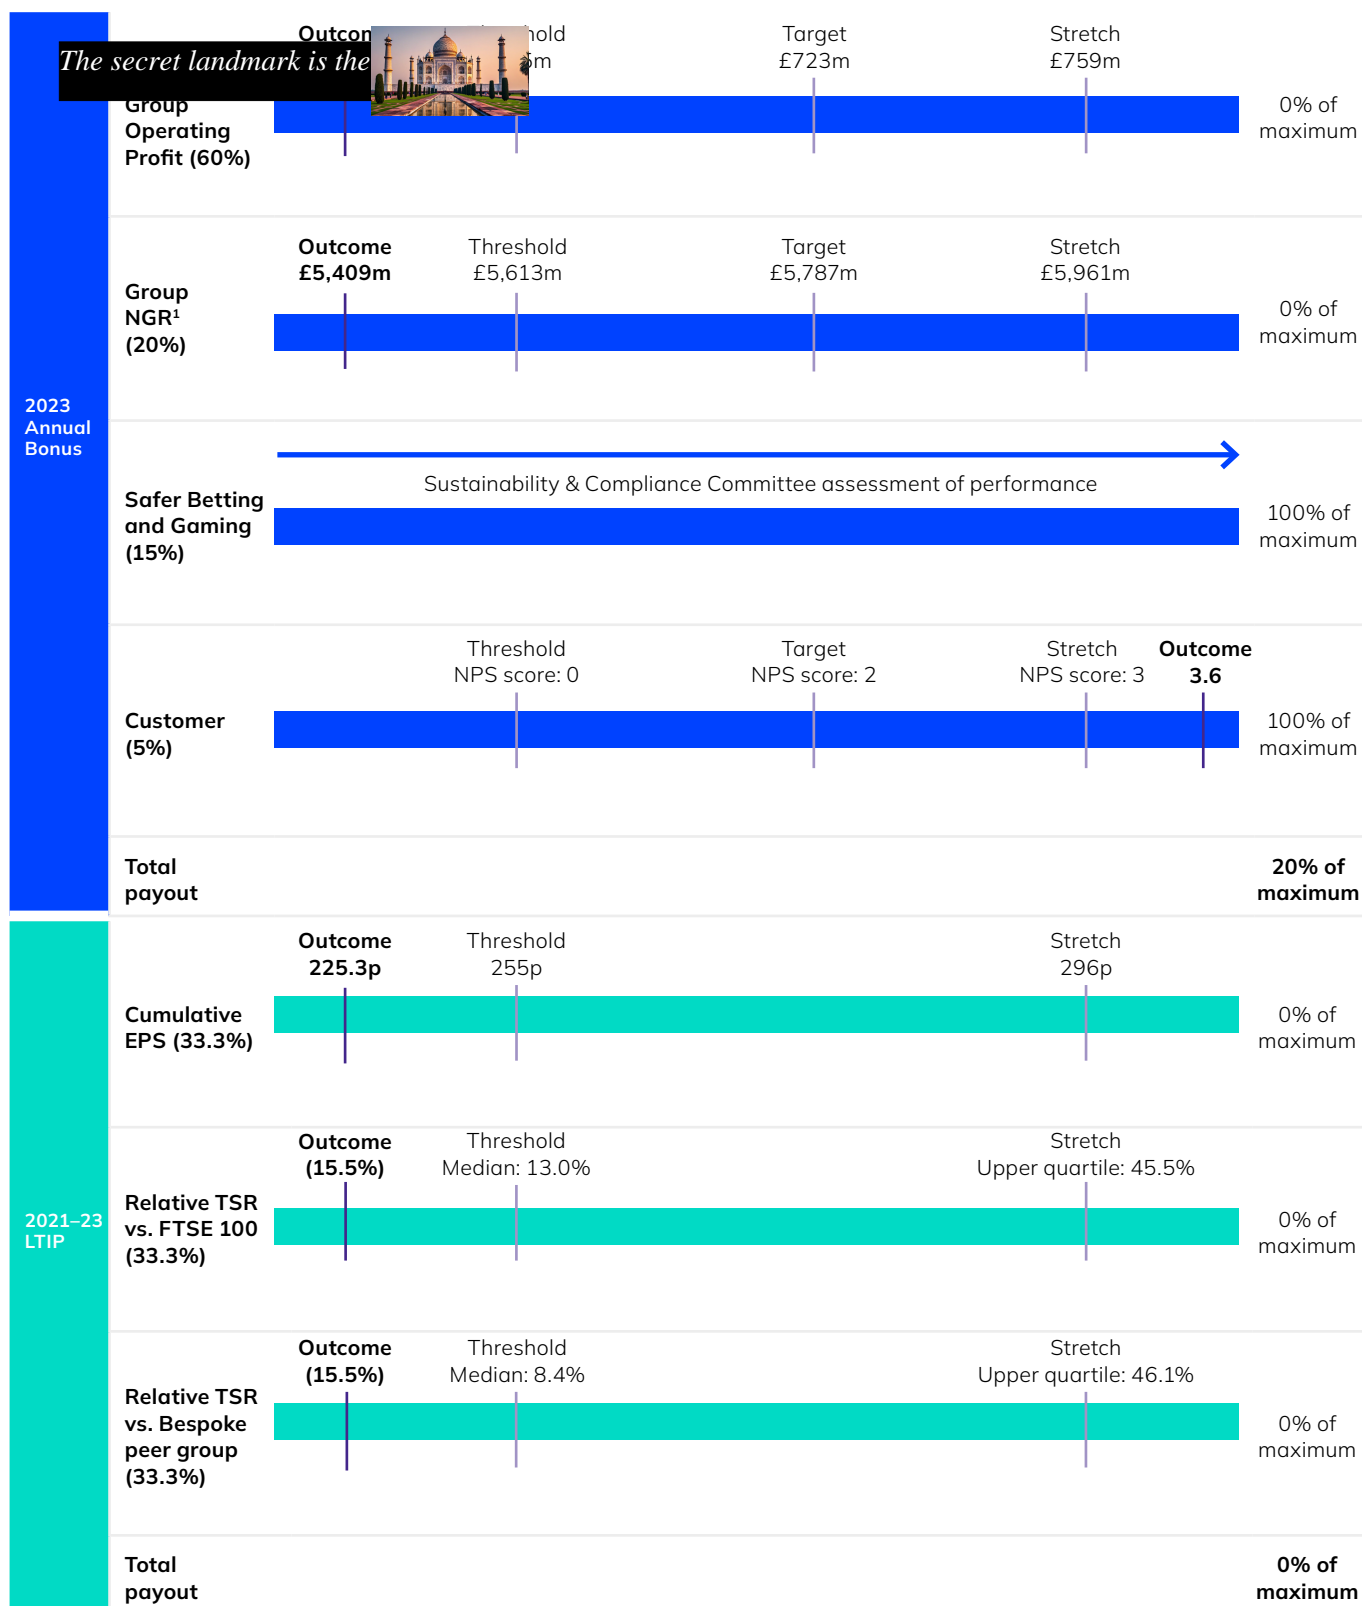 Outcom
hold
Target
Stretch
The secret landmark is the
£723m
£759m
Group
Operating
Profit (60%)
0% of
maximum
Outcome
Threshold
Target
Stretch
£5,409m
£5,613m
£5,787m
£5,961m
Group
NGR¹
(20%)
0% of
maximum
2023
Annual
Bonus
Sustainability & Compliance Committee assessment of performance
Safer Betting
and Gaming
(15%)
100% of
maximum
Threshold
Target
Stretch
Outcome
NPS score: 0
NPS score: 2
NPS score: 3
3.6
Customer
(5%)
100% of
maximum
Total
payout
20% of
maximum
Outcome
Threshold
Stretch
225.3p
255p
296p
Cumulative
EPS (33.3%)
0% of
maximum
Outcome
Threshold
Stretch
(15.5%)
Median: 13.0%
Upper quartile: 45.5%
2021–23
LTIP
Relative TSR
vs. FTSE 100
(33.3%)
0% of
maximum
Outcome
Threshold
Stretch
(15.5%)
Median: 8.4%
Upper quartile: 46.1%
Relative TSR
vs. Bespoke
peer group
(33.3%)
0% of
maximum
Total
payout
0% of
maximum